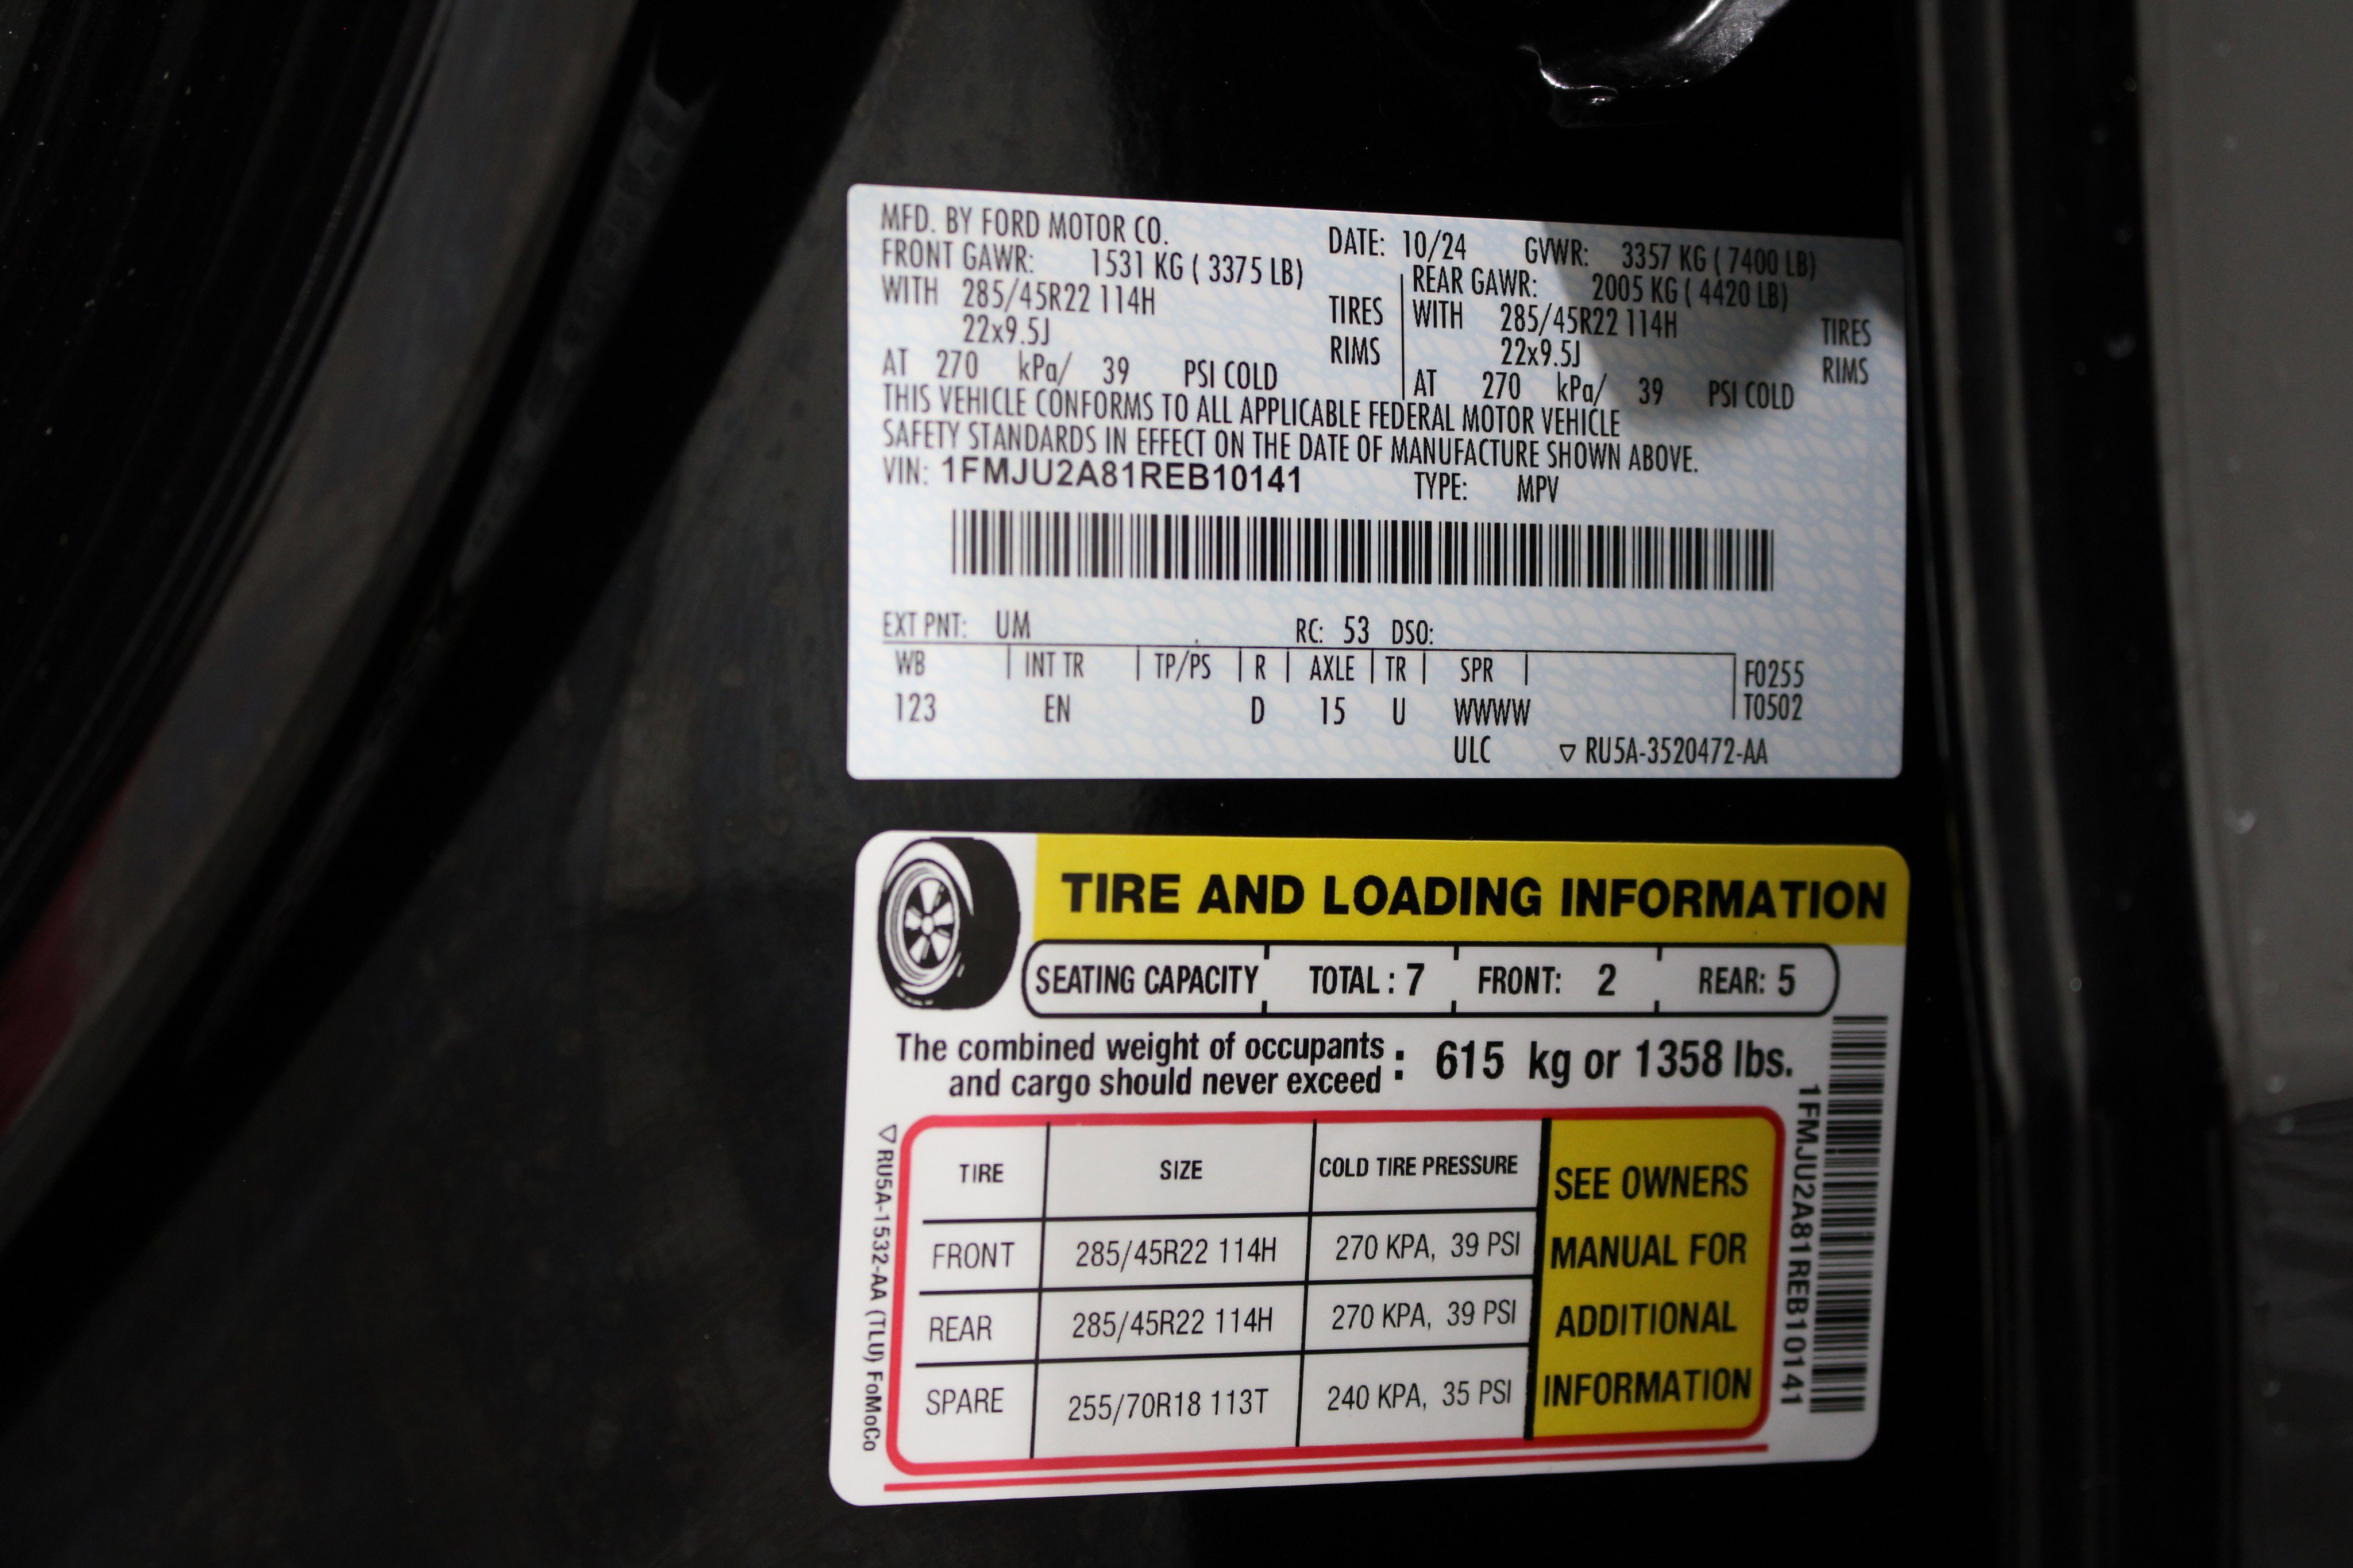 MFD. BY FORD MOTOR CO. DATE: 10/24 GVWR: 3357 KG ( 7400 LB)
FRONT GAWR: 1531 KG ( 3375 LB) REAR GAWR: 2005 KG ( 4420 LB)
WITH 285/45R22 114H TIRES WITH 285/45R22 114H TIRES
22x9.5J RIMS 22x9.5J RIMS
AT 270 kPa/ 39 PSI COLD AT 270 kPa/ 39 PSI COLD
THIS VEHICLE CONFORMS TO ALL APPLICABLE FEDERAL MOTOR VEHICLE
SAFETY STANDARDS IN EFFECT ON THE DATE OF MANUFACTURE SHOWN ABOVE.
VIN: 1FMJU2A81REB10141 TYPE: MPV
EXT PNT: UM RC: 53 DSO:
WB INT TR TP/PS R AXLE TR SPR F0255
123 EN D 15 U WWWW T0502
ULC RU5A-3520472-AA
TIRE AND LOADING INFORMATION
SEATING CAPACITY TOTAL : 7 FRONT: 2 REAR: 5
The combined weight of occupants
and cargo should never exceed : 615 kg or 1358 lbs.
TIRE SIZE COLD TIRE PRESSURE
FRONT 285/45R22 114H 270 KPA, 39 PSI
REAR 285/45R22 114H 270 KPA, 39 PSI
SPARE 255/70R18 113T 240 KPA, 35 PSI
SEE OWNERS
MANUAL FOR
ADDITIONAL
INFORMATION
RU5A-1532-AA (TLU) FoMoCo
1FMJU2A81REB10141